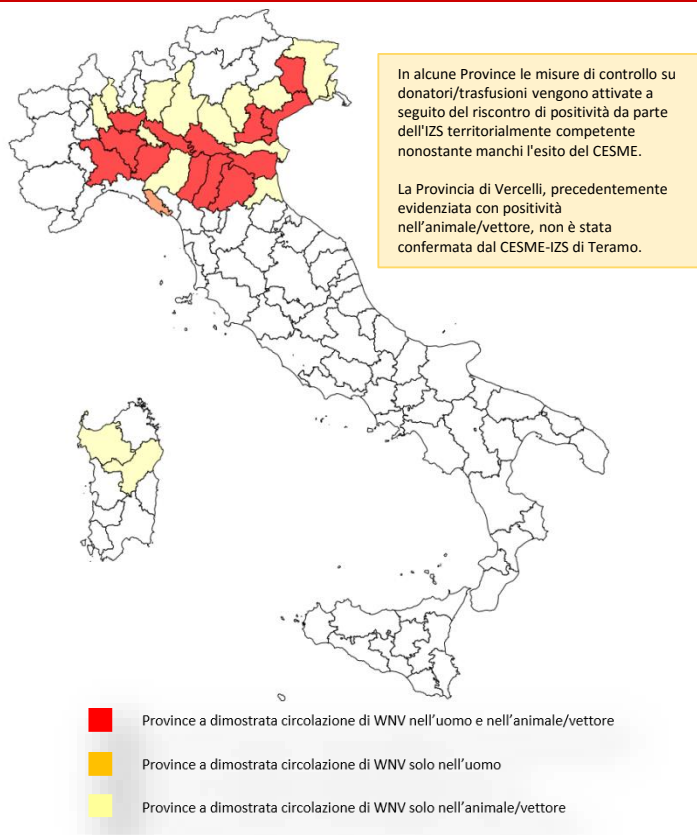 In alcune Province le misure di controllo su
donatori/trasfusioni vengono attivate a
seguito del riscontro di positività da parte
dell'IZS territorialmente competente
nonostante manchi l'esito del CESME.
La Provincia di Vercelli, precedentemente
evidenziata con positività
nell’animale/vettore, non è stata
confermata dal CESME-IZS di Teramo.
Province a dimostrata circolazione di WNV nell’uomo e nell’animale/vettore
Province a dimostrata circolazione di WNV solo nell’uomo
Province a dimostrata circolazione di WNV solo nell’animale/vettore